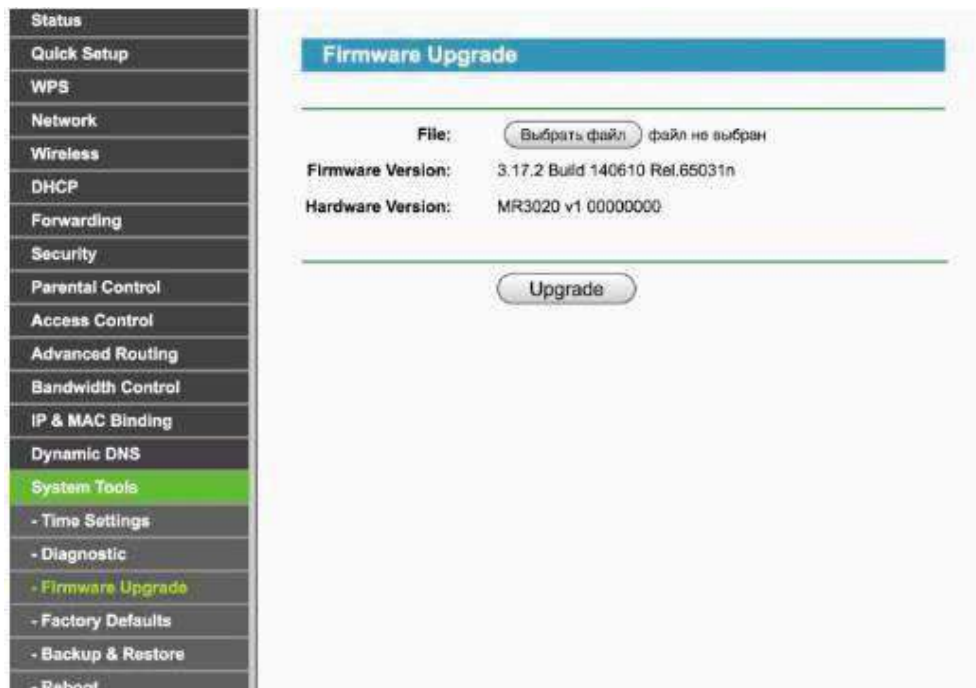 Status
Quick Setup
WPS
Network
Wireless
DHCP
Forwarding
Security
Parental Control
Access Control
Advanced Routing
Bandwidth Control
IP & MAC Binding
Dynamic DNS
System Tools
- Time Settings
- Diagnostic
- Firmware Upgrade
- Factory Defaults
- Backup & Restore
- Reboot
Firmware Upgrade
File: Выбрать файл файл не выбран
Firmware Version: 3.17.2 Build 140610 Rel.65031n
Hardware Version: MR3020 v1 00000000
Upgrade